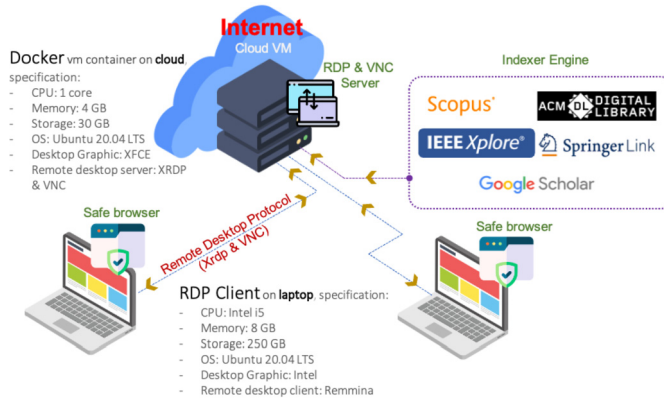 Internet
Cloud VM
Docker vm container on cloud,
specification:
- CPU: 1 core
- Memory: 4 GB
- Storage: 30 GB
- OS: Ubuntu 20.04 LTS
- Desktop Graphic: XFCE
- Remote desktop server: XRDP
& VNC
RDP & VNC
Server
Indexer Engine
Scopus®
ACM DL DIGITAL
LIBRARY
IEEE Xplore®
Springer Link
Google Scholar
Safe browser
Safe browser
Remote Desktop Protocol
(Xrdp & VNC)
RDP Client on laptop, specification:
- CPU: Intel i5
- Memory: 8 GB
- Storage: 250 GB
- OS: Ubuntu 20.04 LTS
- Desktop Graphic: Intel
- Remote desktop client: Remmina